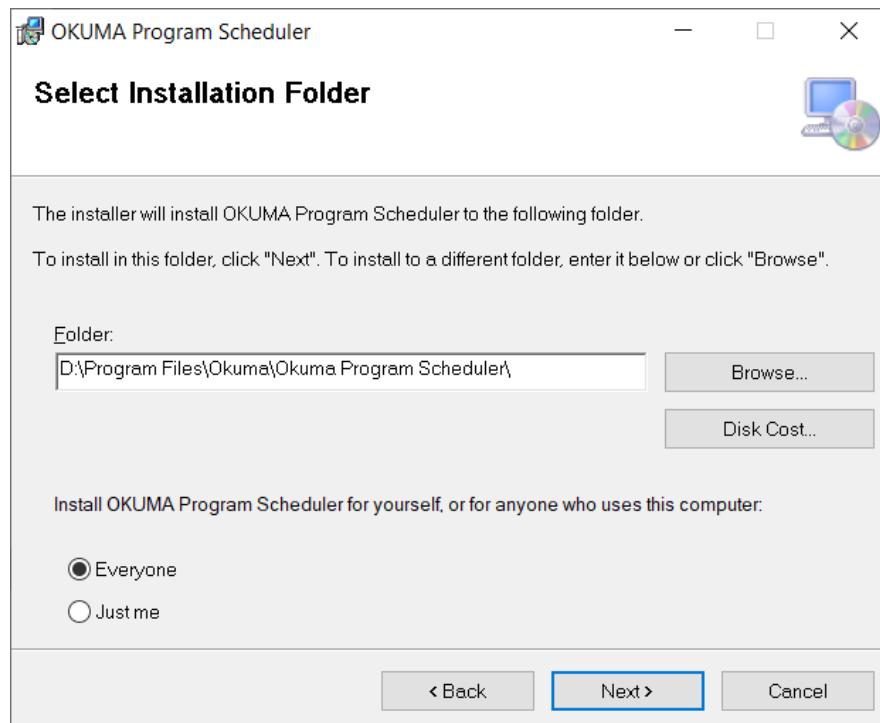 OKUMA Program Scheduler
Select Installation Folder
The installer will install OKUMA Program Scheduler to the following folder.
To install in this folder, click "Next". To install to a different folder, enter it below or click "Browse".
Folder:
D:\Program Files\Okuma\Okuma Program Scheduler\
Browse...
Disk Cost...
Install OKUMA Program Scheduler for yourself, or for anyone who uses this computer:
Everyone
Just me
< Back
Next >
Cancel